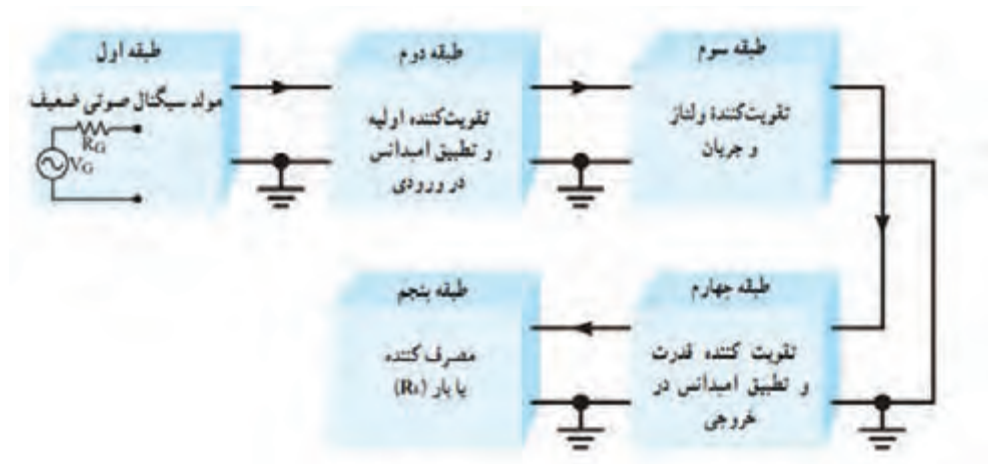 طبقه اول
مولد سیگنال صوتی ضعیف
RG
VG
طبقه دوم
تقویت‌کننده اولیه
و تطبیق امپدانس
در ورودی
طبقه سوم
تقویت‌کنندهٔ ولتاژ
و جریان
طبقه چهارم
تقویت کننده قدرت
و تطبیق امپدانس در
خروجی
طبقه پنجم
مصرف کننده
یا بار (RL)